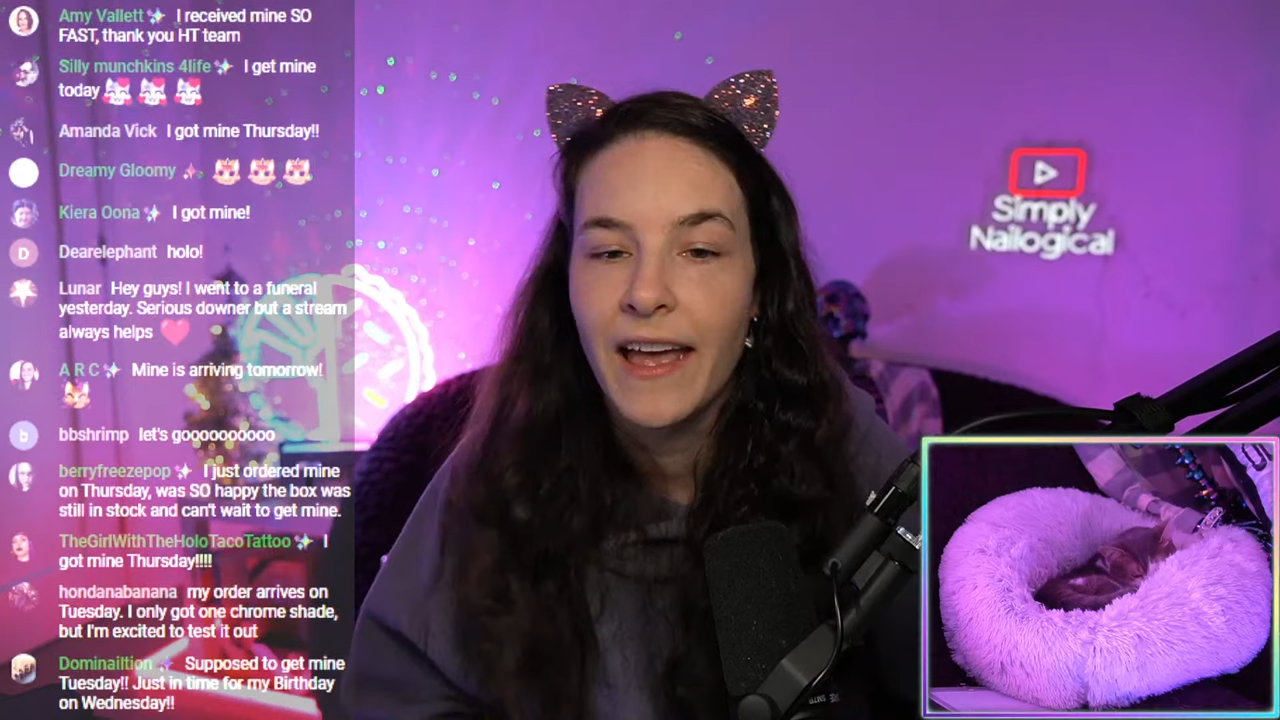 Amy Vallett I received mine SO
FAST, thank you HT team
Silly munchkins 4life I get mine
today
Amanda Vick I got mine Thursday!!
Dreamy Gloomy
Kiera Oona I got mine!
D Dearelephant holo!
Lunar Hey guys! I went to a funeral
yesterday. Serious downer but a stream
always helps
A R C Mine is arriving tomorrow!
b bbshrimp let's goooooooooo
berryfreezepop I just ordered mine
on Thursday, was SO happy the box was
still in stock and can't wait to get mine.
TheGirlWithTheHoloTacoTattoo I
got mine Thursday!!!!
hondanabanana my order arrives on
Tuesday. I only got one chrome shade,
but I'm excited to test it out
Dominailtion Supposed to get mine
Tuesday!! Just in time for my Birthday
on Wednesday!!
Simply
Nailogical
SM7B